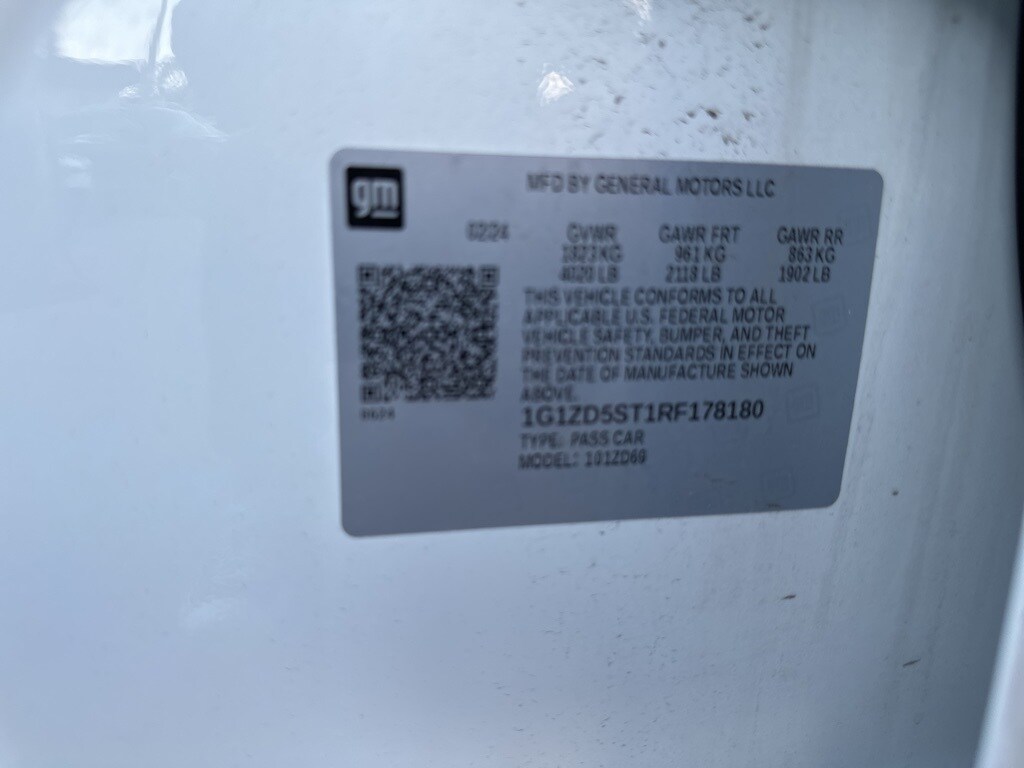 gm
MFD BY GENERAL MOTORS LLC
GVWR GAWR FRT GAWR RR
1823 KG 961 KG 863 KG
4020 LB 2118 LB 1902 LB
THIS VEHICLE CONFORMS TO ALL
APPLICABLE U.S. FEDERAL MOTOR
VEHICLE SAFETY, BUMPER, AND THEFT
PREVENTION STANDARDS IN EFFECT ON
THE DATE OF MANUFACTURE SHOWN
ABOVE.
1G1ZD5ST1RF178180
TYPE: PASS CAR
MODEL: 1G1ZD69